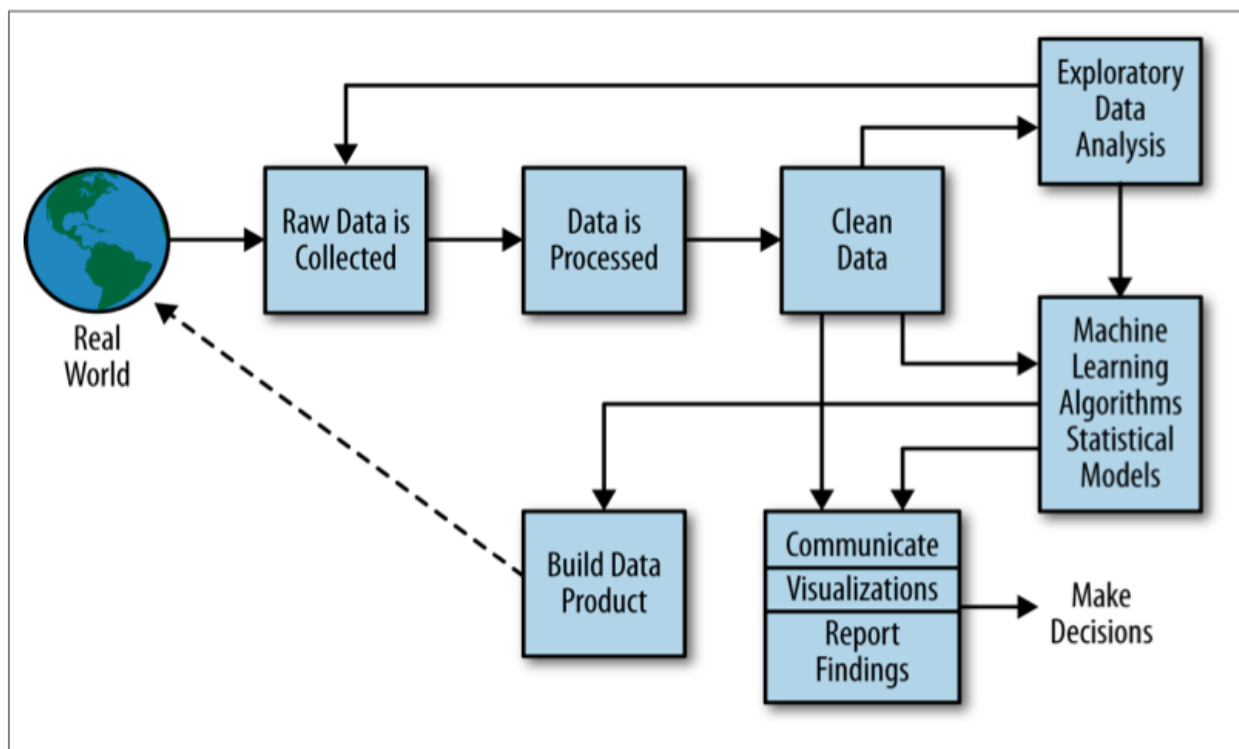 Exploratory
Data
Analysis
Raw Data is
Collected
Data is
Processed
Clean
Data
Real
World
Machine
Learning
Algorithms
Statistical
Models
Build Data
Product
Communicate
Visualizations
Report
Findings
Make
Decisions